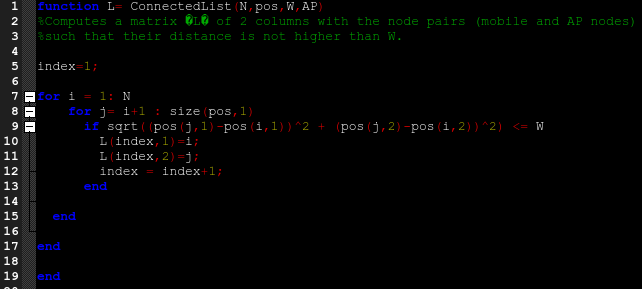 1 function L= ConnectedList(N,pos,W,AP)
2 %Computes a matrix �L� of 2 columns with the node pairs (mobile and AP nodes)
3 %such that their distance is not higher than W.
4
5 index=1;
6
7 for i = 1: N
8 for j= i+1 : size(pos,1)
9 if sqrt((pos(j,1)-pos(i,1))^2 + (pos(j,2)-pos(i,2))^2) <= W
10 L(index,1)=i;
11 L(index,2)=j;
12 index = index+1;
13 end
14
15 end
16
17 end
18
19 end